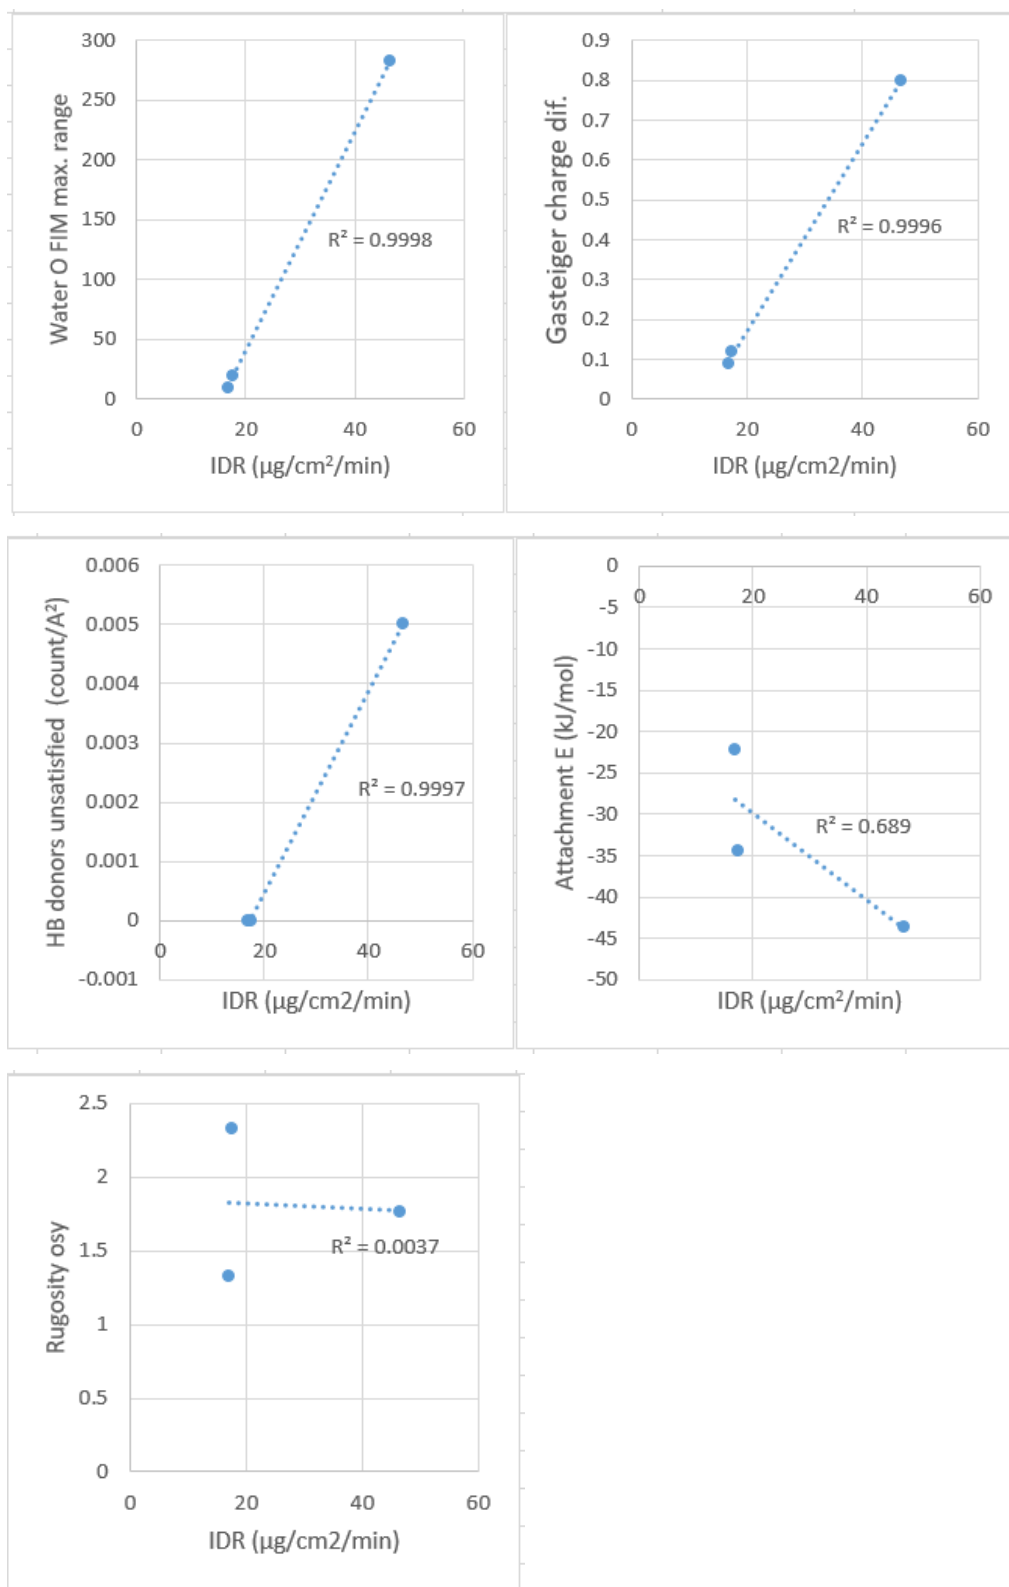 Water O FIM max. range
300
250
200
150
100
50
0
0 20 40 60
R² = 0.9998
IDR (μg/cm²/min)
Gasteiger charge dif.
0.9
0.8
0.7
0.6
0.5
0.4
0.3
0.2
0.1
0
0 20 40 60
R² = 0.9996
IDR (μg/cm2/min)
HB donors unsatisfied (count/A²)
0.006
0.005
0.004
0.003
0.002
0.001
0
-0.001
0 20 40 60
R² = 0.9997
IDR (μg/cm2/min)
Attachment E (kJ/mol)
0
-5
-10
-15
-20
-25
-30
-35
-40
-45
-50
0 20 40 60
R² = 0.689
IDR (μg/cm²/min)
Rugosity osy
2.5
2
1.5
1
0.5
0
0 20 40 60
R² = 0.0037
IDR (μg/cm2/min)